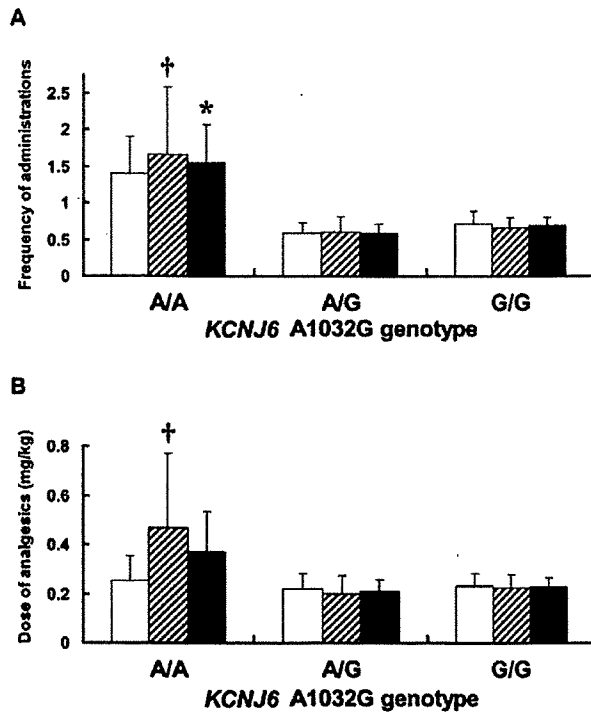 A
Frequency of administrations
2.5
2
1.5
1
0.5
0
†
*
A/A A/G G/G
KCNJ6 A1032G genotype
B
Dose of analgesics (mg/kg)
0.8
0.6
0.4
0.2
0
†
A/A A/G G/G
KCNJ6 A1032G genotype